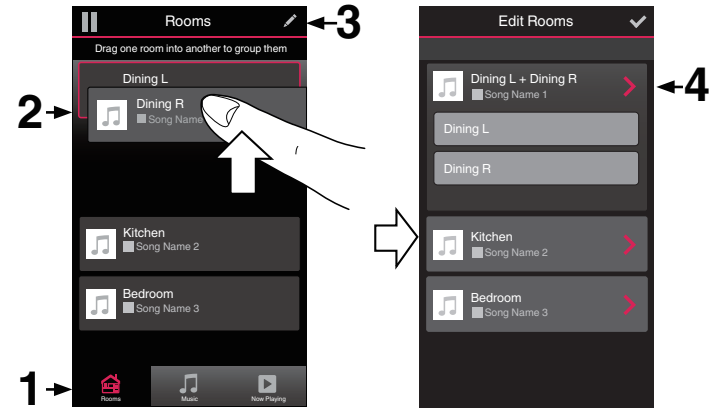 Rooms
3
Drag one room into another to group them
Dining L
2
Dining R
Song Name
Kitchen
Song Name 2
Bedroom
Song Name 3
1
Rooms
Music
Now Playing
Edit Rooms
Dining L + Dining R
Song Name 1
4
Dining L
Dining R
Kitchen
Song Name 2
Bedroom
Song Name 3